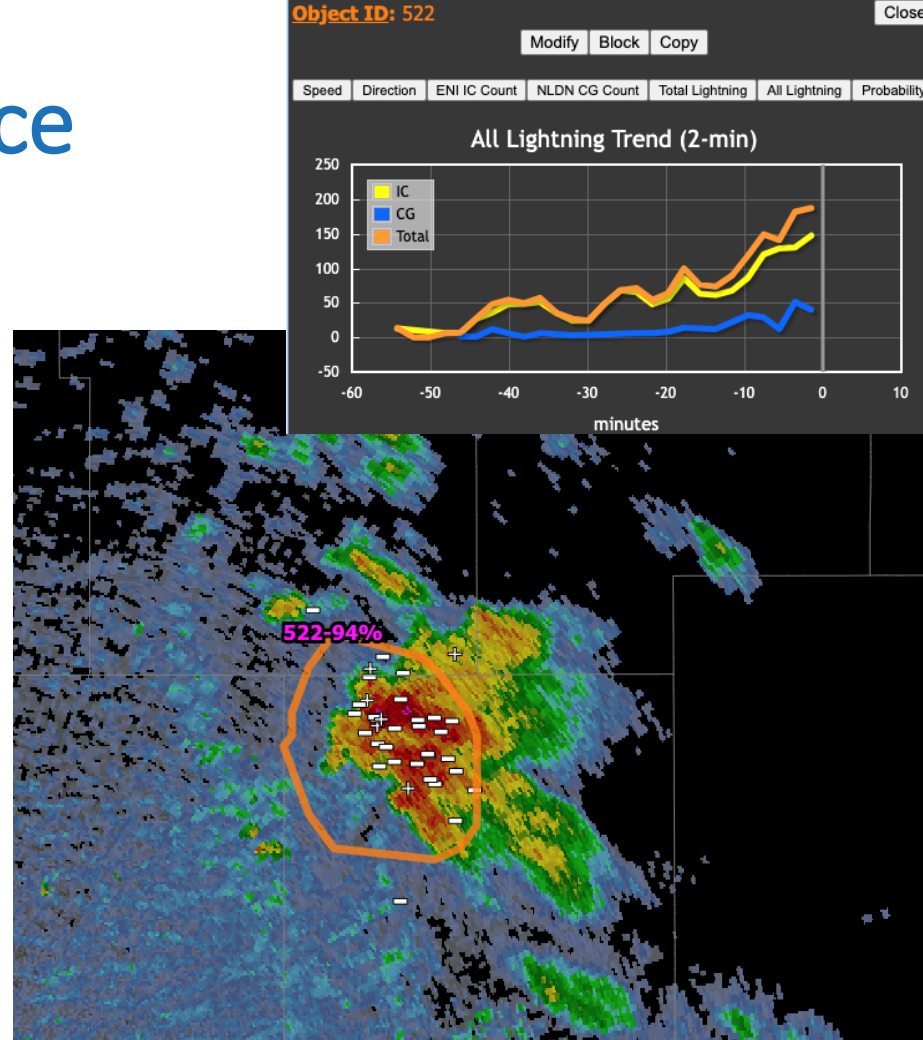 ce
Object ID: 522
Close
Modify Block Copy
Speed Direction ENI IC Count NLDN CG Count Total Lightning All Lightning Probability
All Lightning Trend (2-min)
250
200
150
100
50
0
-50
IC
CG
Total
-60 -50 -40 -30 -20 -10 0 10
minutes
522-94%